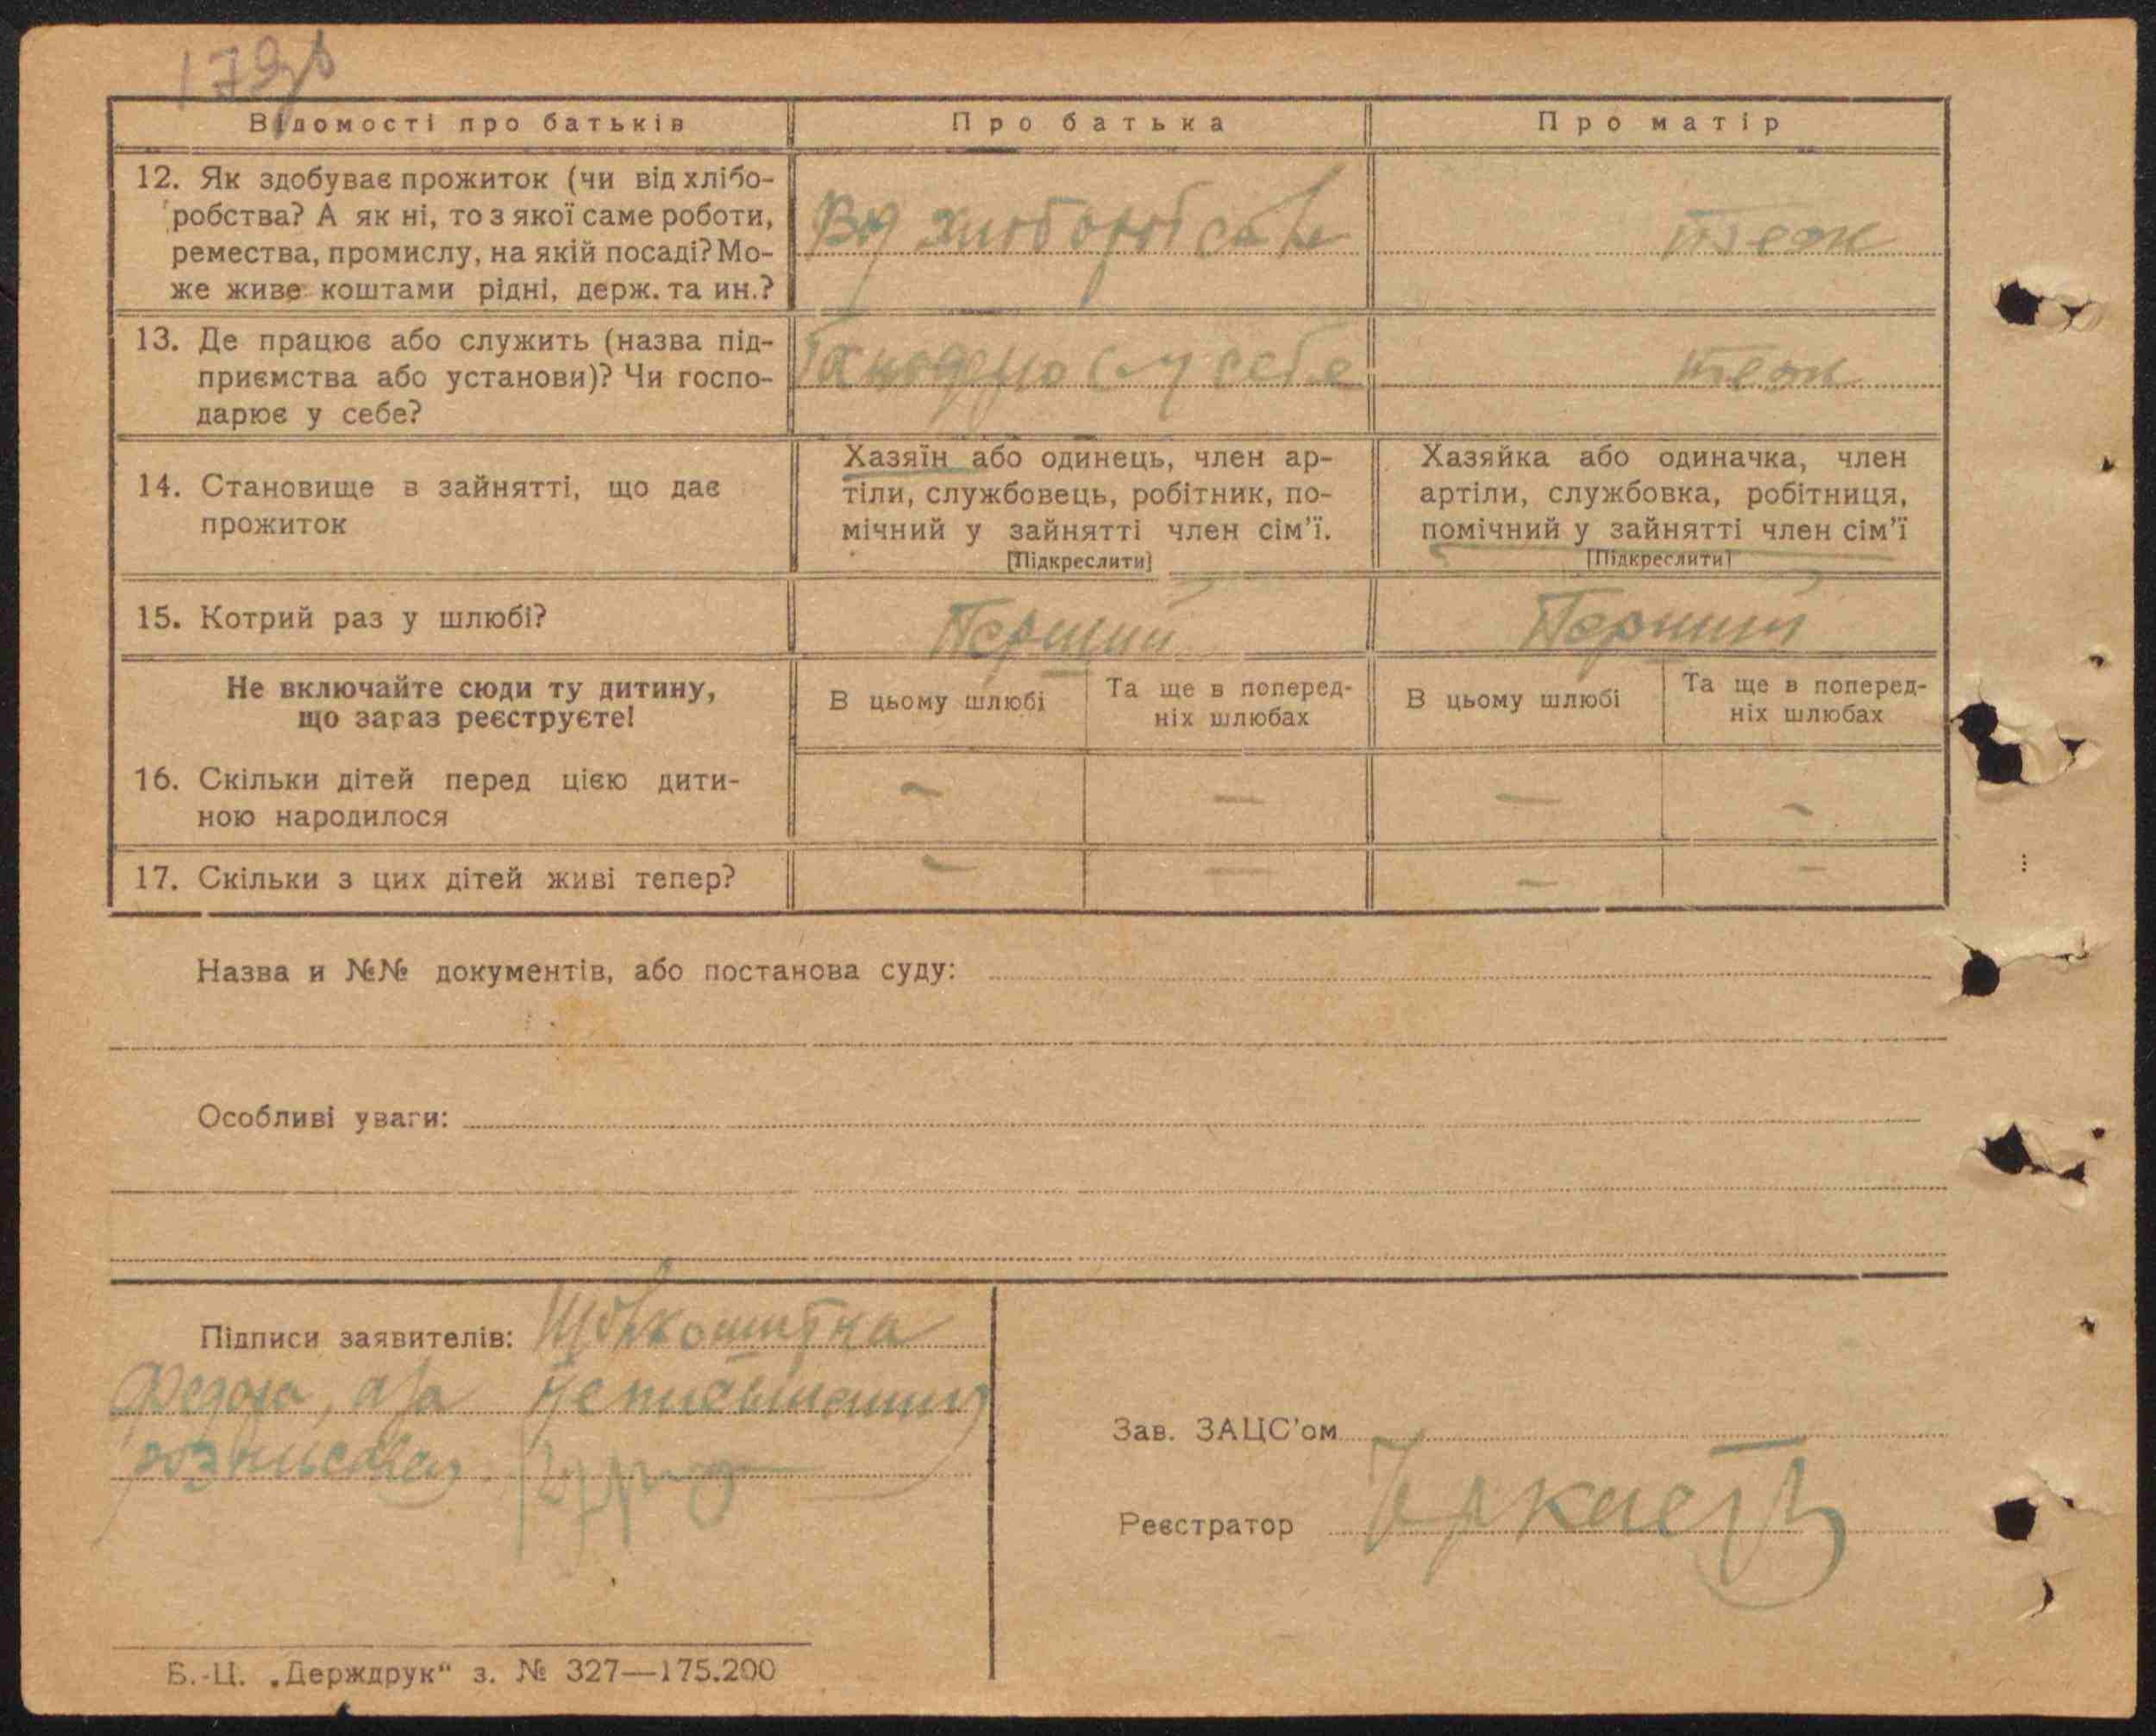 179
Відомості про батьків
Про батька
Про матір
12. Як здобуває прожиток (чи від хлібо-
робства? А як ні, то з якої саме роботи,
ремества, промислу, на якій посаді? Мо-
же живе коштами рідні, держ. та ин.?
Від хліборобства
теж
13. Де працює або служить (назва під-
приємства або установи)? Чи госпо-
дарює у себе?
у себе
теж
14. Становище в зайнятті, що дає
прожиток
Хазяїн або одинець, член ар-
тіли, службовець, робітник, по-
мічний у зайнятті член сім'ї.
[Підкреслити]
Хазяйка або одиначка, член
артіли, службовка, робітниця,
помічний у зайнятті член сім'ї
[Підкреслити]
15. Котрий раз у шлюбі?
Перший
Перший
Не включайте сюди ту дитину,
що зараз реєструєте!
В цьому шлюбі
Та ще в поперед-
ніх шлюбах
В цьому шлюбі
Та ще в поперед-
ніх шлюбах
16. Скільки дітей перед цією дити-
ною народилося
— — — —
17. Скільки з цих дітей живі тепер?
— — — —
Назва и №№ документів, або постанова суду:
Особливі уваги:
Підписи заявителів:
Федора, а за
розписався
Зав. ЗАЦС'ом
Реєстратор
Б.-Ц. „Держдрук" з. № 327—175.200